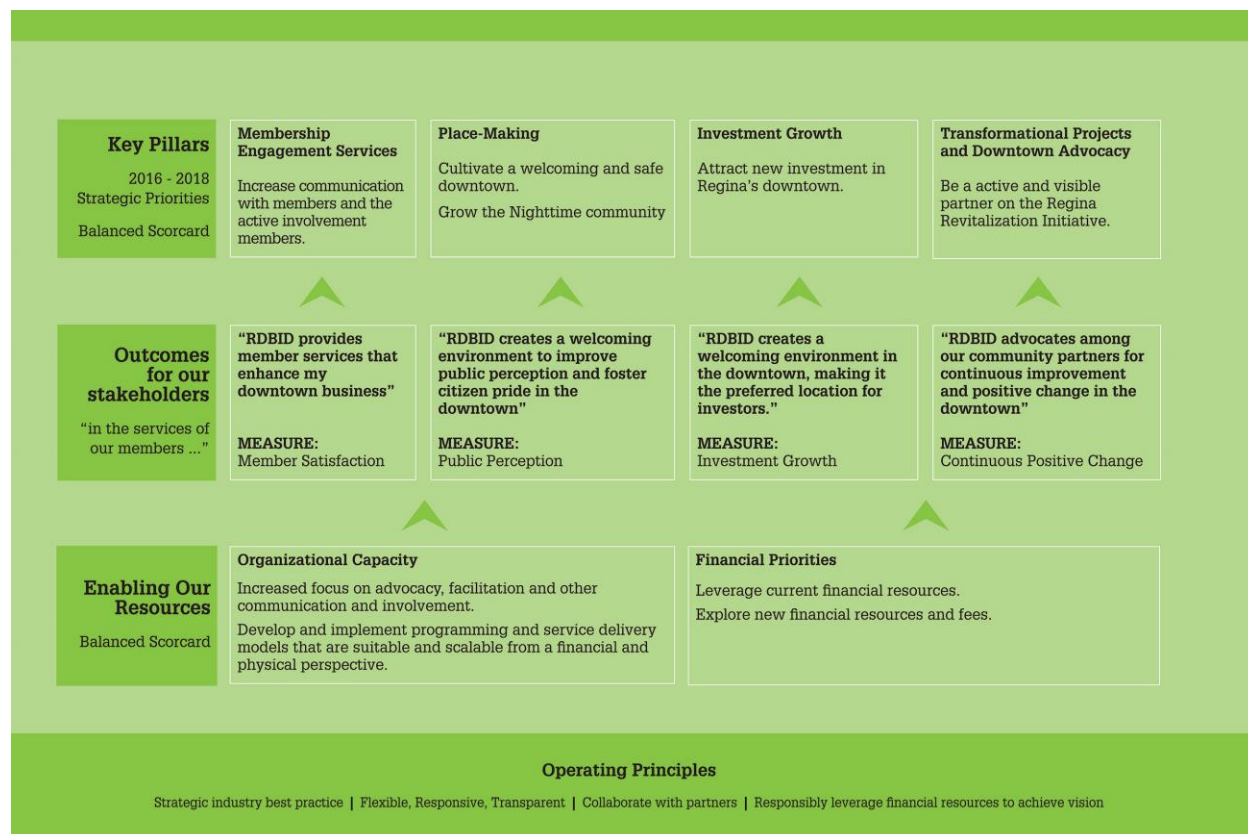 Key Pillars
2016 - 2018
Strategic Priorities
Balanced Scorcard
Membership
Engagement Services
Increase communication
with members and the
active involvement
members.
Place-Making
Cultivate a welcoming and safe
downtown.
Grow the Nighttime community
Investment Growth
Attract new investment in
Regina's downtown.
Transformational Projects
and Downtown Advocacy
Be a active and visible
partner on the Regina
Revitalization Initiative.
Outcomes
for our
stakeholders
“in the services of
our members ...”
“RDBID provides
member services that
enhance my
downtown business”
MEASURE:
Member Satisfaction
“RDBID creates a welcoming
environment to improve
public perception and foster
citizen pride in the
downtown”
MEASURE:
Public Perception
“RDBID creates a
welcoming environment in
the downtown, making it
the preferred location for
investors.”
MEASURE:
Investment Growth
“RDBID advocates among
our community partners for
continuous improvement
and positive change in the
downtown”
MEASURE:
Continuous Positive Change
Enabling Our
Resources
Balanced Scorcard
Organizational Capacity
Increased focus on advocacy, facilitation and other
communication and involvement.
Develop and implement programming and service delivery
models that are suitable and scalable from a financial and
physical perspective.
Financial Priorities
Leverage current financial resources.
Explore new financial resources and fees.
Operating Principles
Strategic industry best practice | Flexible, Responsive, Transparent | Collaborate with partners | Responsibly leverage financial resources to achieve vision